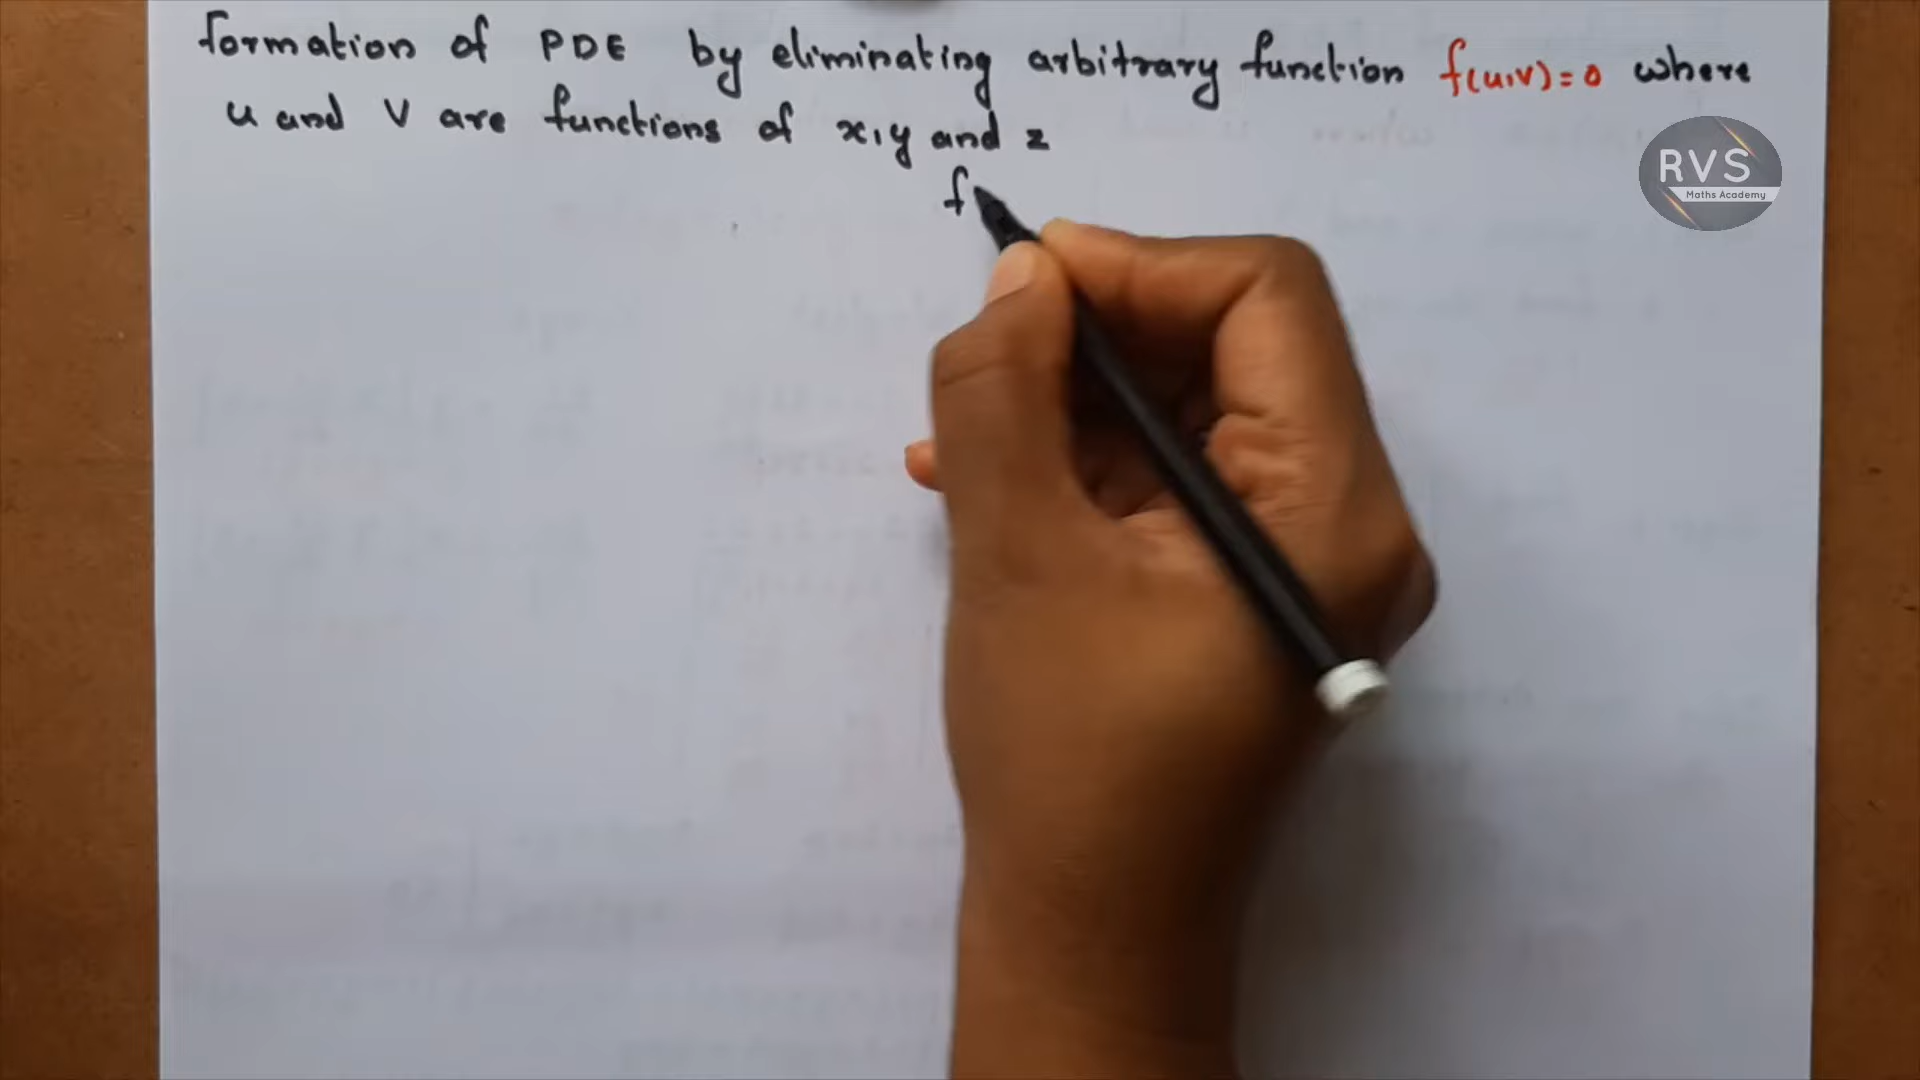 formation of PDE by eliminating arbitrary function f(u,v)=0 where
u and v are functions of x,y and z
f
RVS
Maths Academy